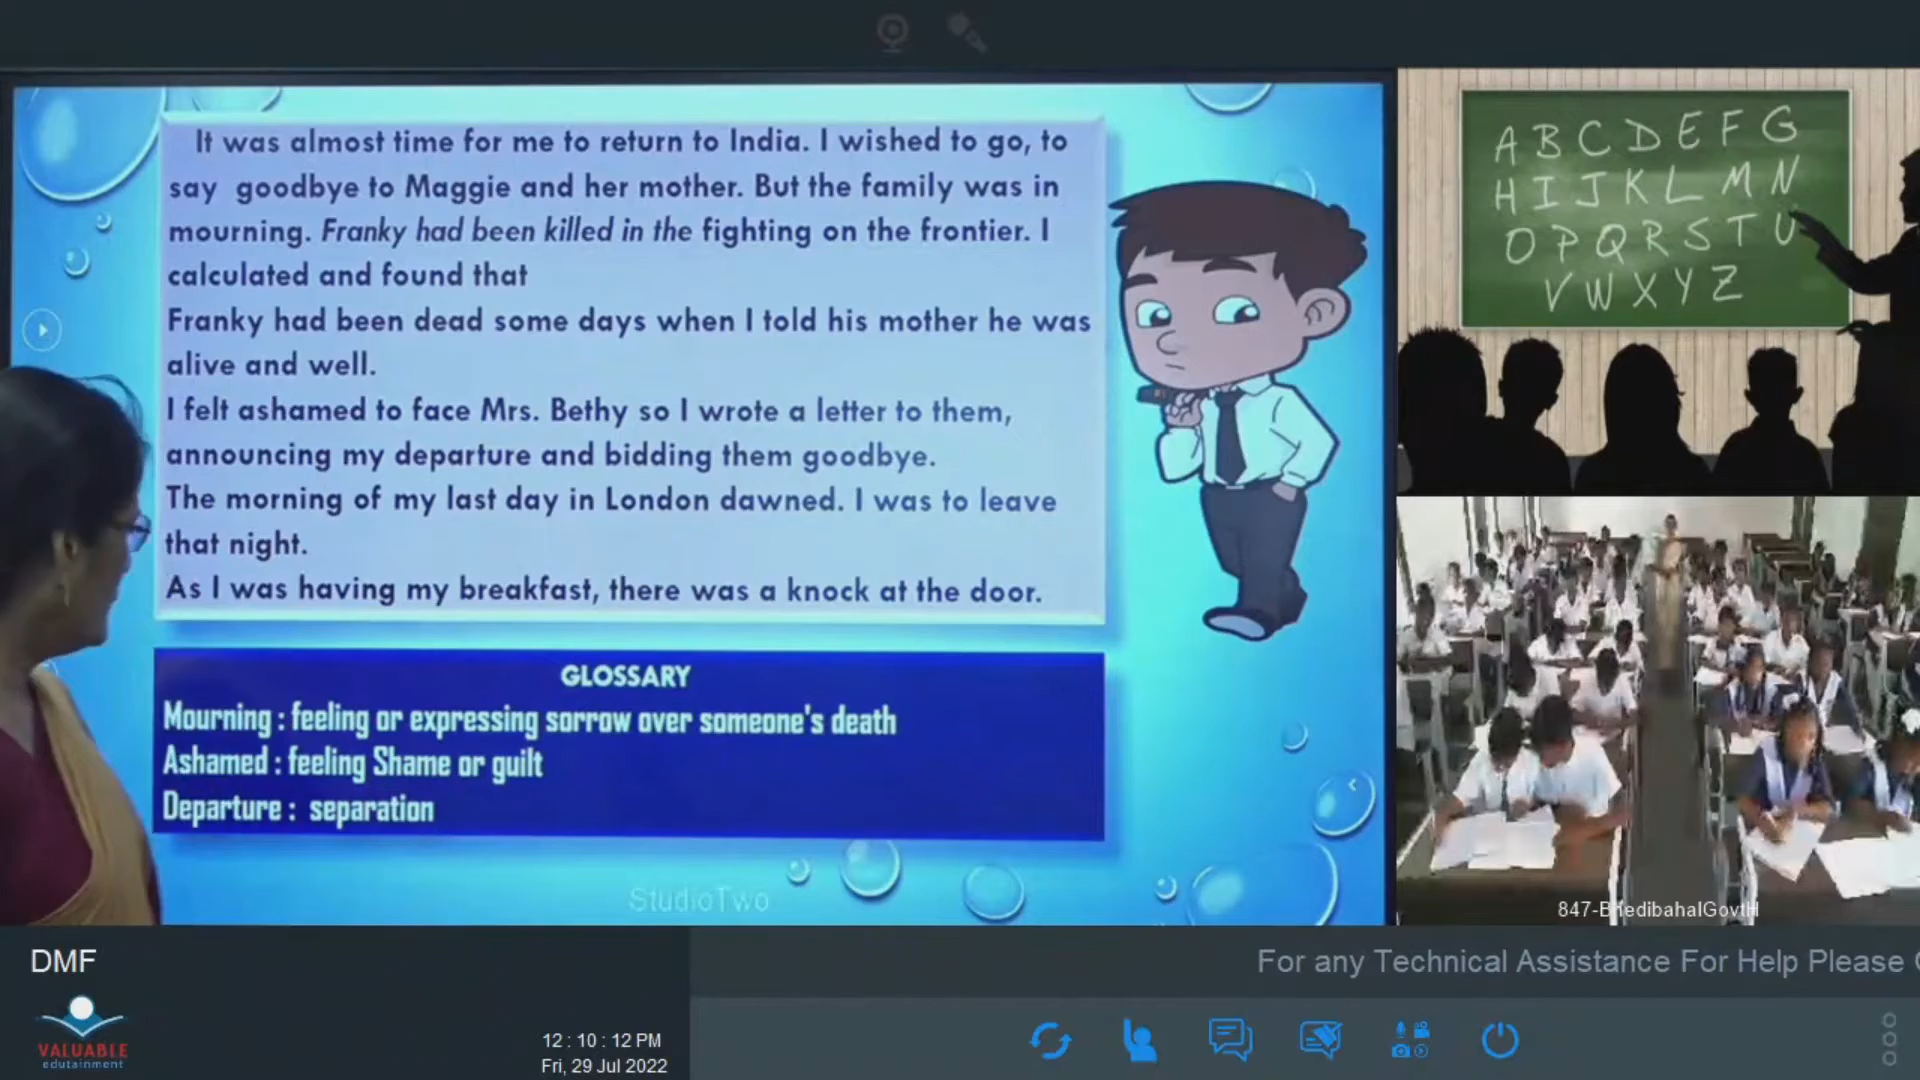 It was almost time for me to return to India. I wished to go, to
say goodbye to Maggie and her mother. But the family was in
mourning. Franky had been killed in the fighting on the frontier. I
calculated and found that
Franky had been dead some days when I told his mother he was
alive and well.
I felt ashamed to face Mrs. Bethy so I wrote a letter to them,
announcing my departure and bidding them goodbye.
The morning of my last day in London dawned. I was to leave
that night.
As I was having my breakfast, there was a knock at the door.
GLOSSARY
Mourning : feeling or expressing sorrow over someone's death
Ashamed : feeling Shame or guilt
Departure : separation
StudioTwo
A B C D E F G
H I J K L M N
O P Q R S T U
V W X Y Z
847-BhedibahalGovtH
DMF
VALUABLE
edutainment
12 : 10 : 12 PM
Fri, 29 Jul 2022
For any Technical Assistance For Help Please